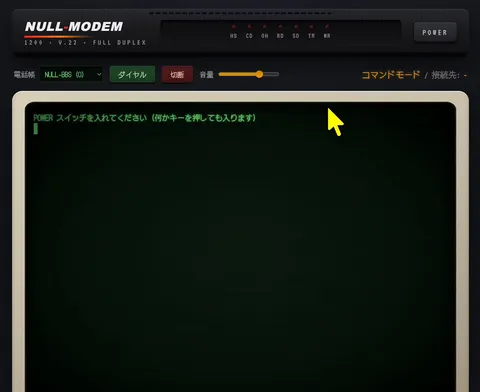 NULL-MODEM
1200 · V.22 · FULL DUPLEX
HS CD OH RD SD TR MR
POWER
電話帳 NULL-BBS (0) ダイヤル 切断 音量 コマンドモード / 接続先: -
POWER スイッチを入れてください (何かキーを押しても入ります)